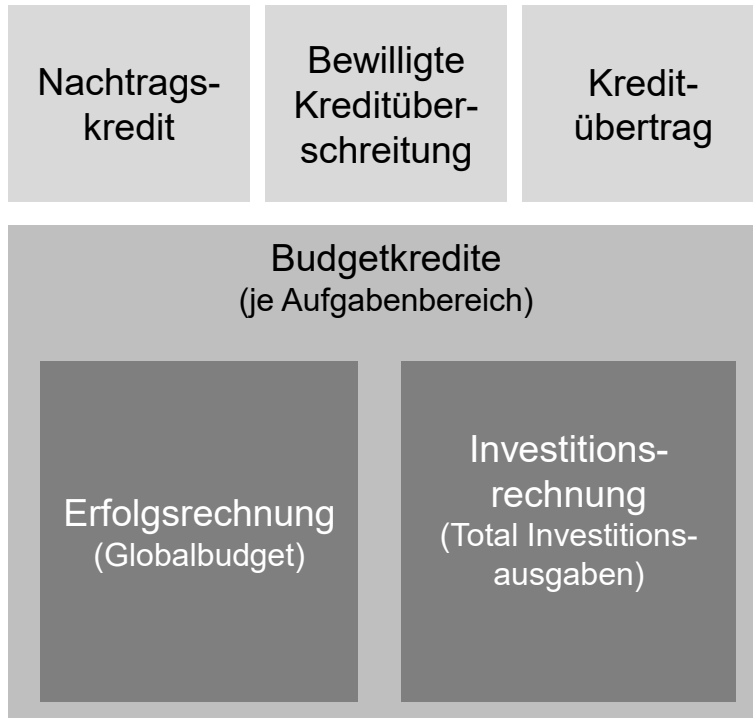 Nachtrags-
kredit
Bewilligte
Kreditüber-
schreitung
Kredit-
übertrag
Budgetkredite
(je Aufgabenbereich)
Erfolgsrechnung
(Globalbudget)
Investitions-
rechnung
(Total Investitions-
ausgaben)